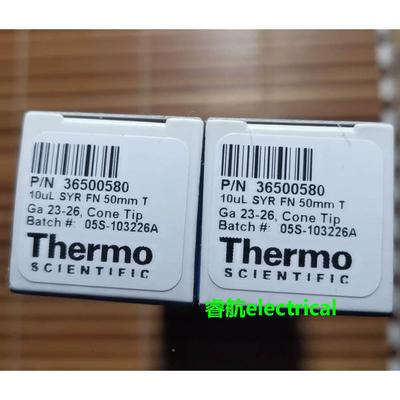 P/N 36500580
10uL SYR FN 50mm T
Ga 23-26, Cone Tip
Batch #: 05S-103226A
Thermo
SCIENTIFIC
P/N 36500580
10uL SYR FN 50mm T
Ga 23-26, Cone Tip
Batch #: 05S-103226A
Thermo
SCIENTIFIC
睿航electrical